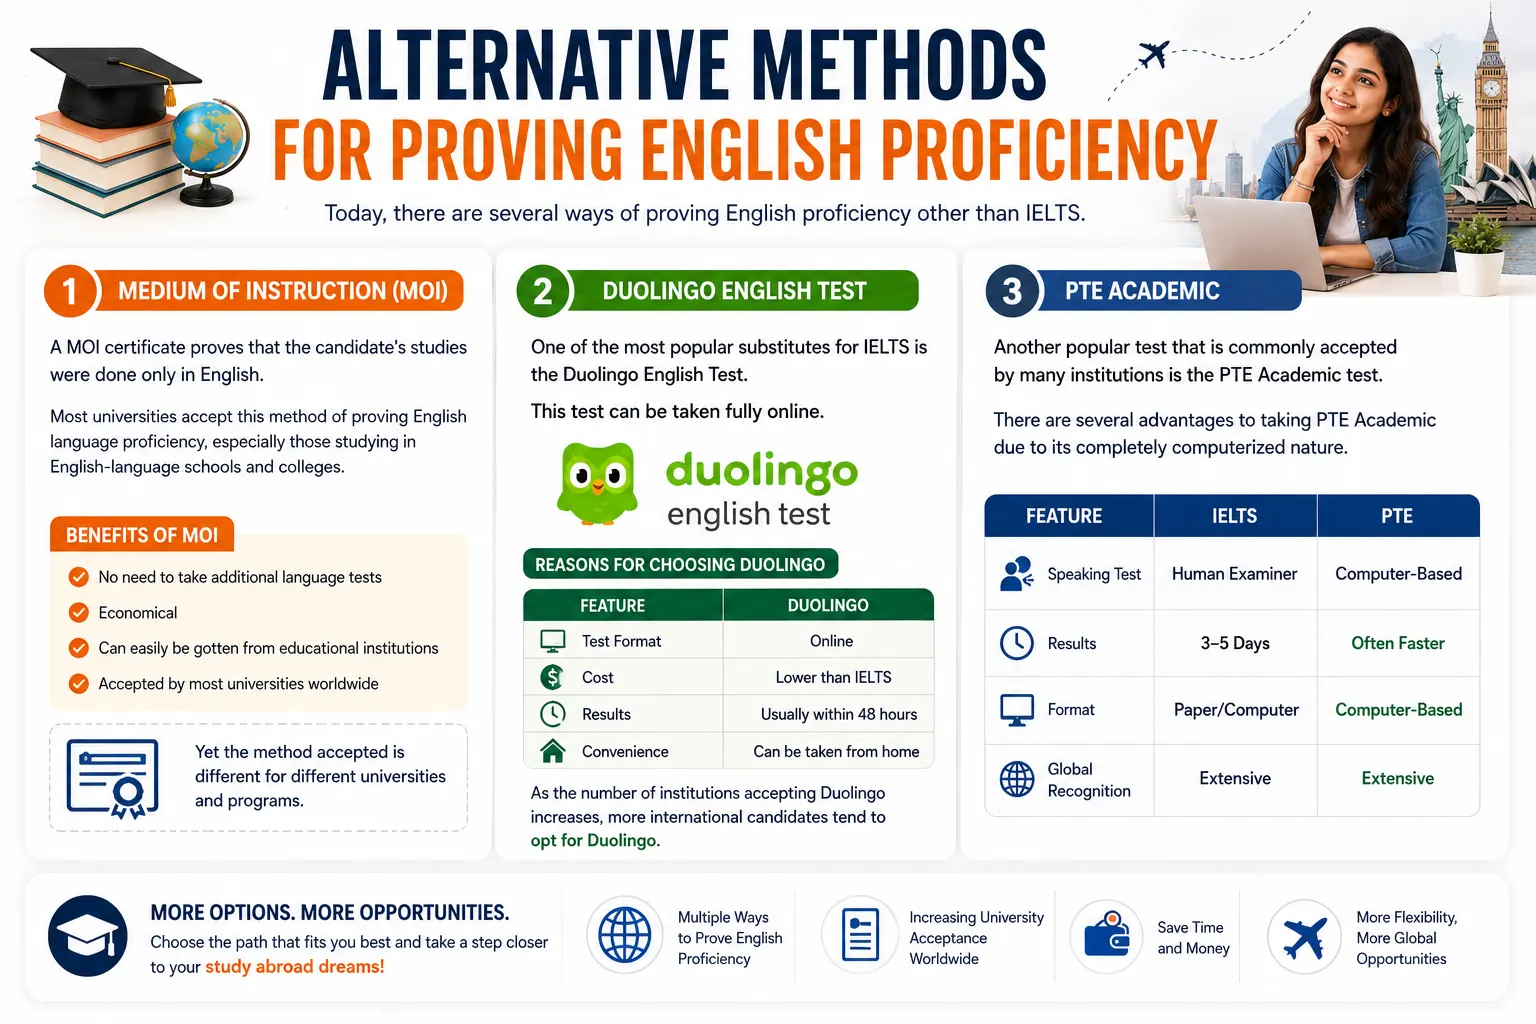 ALTERNATIVE METHODS
FOR PROVING ENGLISH PROFICIENCY
Today, there are several ways of proving English proficiency other than IELTS.
1 MEDIUM OF INSTRUCTION (MOI)
A MOI certificate proves that the candidate's studies
were done only in English.
Most universities accept this method of proving English
language proficiency, especially those studying in
English-language schools and colleges.
BENEFITS OF MOI
No need to take additional language tests
Economical
Can easily be gotten from educational institutions
Accepted by most universities worldwide
Yet the method accepted is
different for different universities
and programs.
2 DUOLINGO ENGLISH TEST
One of the most popular substitutes for IELTS is
the Duolingo English Test.
This test can be taken fully online.
duolingo
english test
REASONS FOR CHOOSING DUOLINGO
FEATURE DUOLINGO
Test Format Online
Cost Lower than IELTS
Results Usually within 48 hours
Convenience Can be taken from home
As the number of institutions accepting Duolingo
increases, more international candidates tend to
opt for Duolingo.
3 PTE ACADEMIC
Another popular test that is commonly accepted
by many institutions is the PTE Academic test.
There are several advantages to taking PTE Academic
due to its completely computerized nature.
FEATURE IELTS PTE
Speaking Test Human Examiner Computer-Based
Results 3–5 Days Often Faster
Format Paper/Computer Computer-Based
Global
Recognition Extensive Extensive
MORE OPTIONS. MORE OPPORTUNITIES.
Choose the path that fits you best and take a step closer
to your study abroad dreams!
Multiple Ways
to Prove English
Proficiency
Increasing University
Acceptance
Worldwide
Save Time
and Money
More Flexibility,
More Global
Opportunities